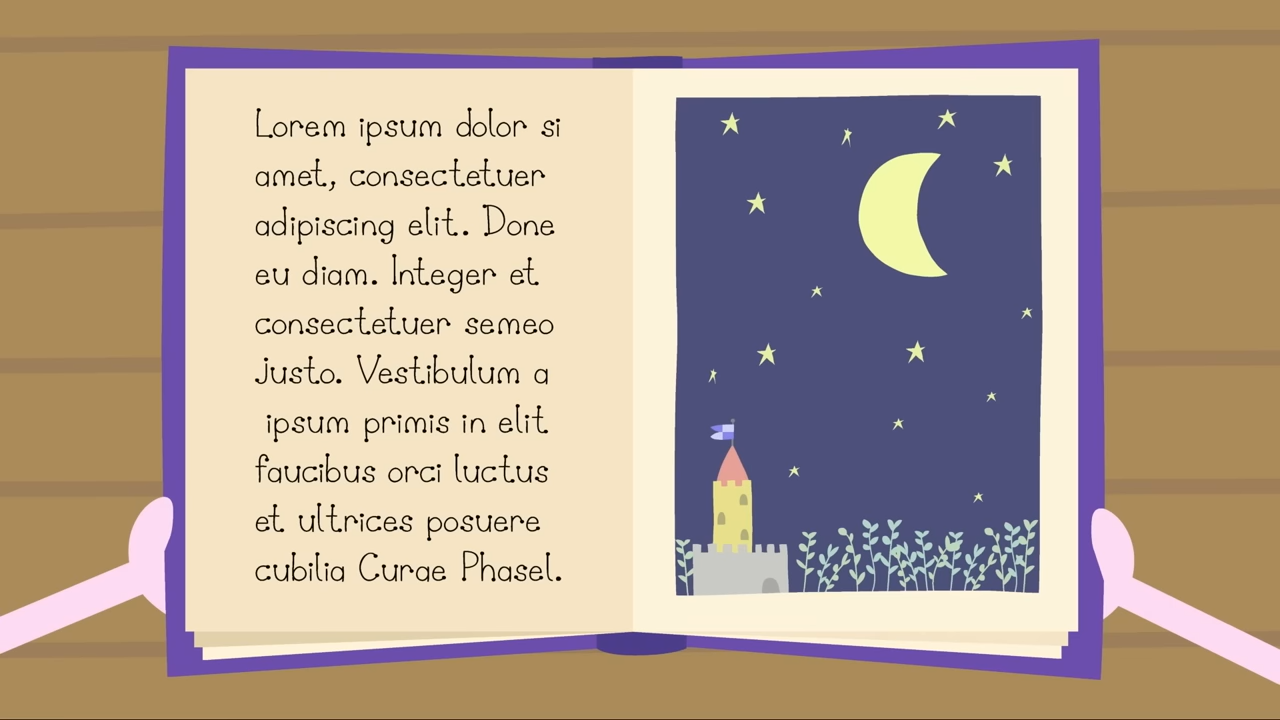 Lorem ipsum dolor si
amet, consectetuer
adipiscing elit. Done
eu diam. Integer et
consectetuer semeo
justo. Vestibulum a
ipsum primis in elit
faucibus orci luctus
et ultrices posuere
cubilia Curae Phasel.